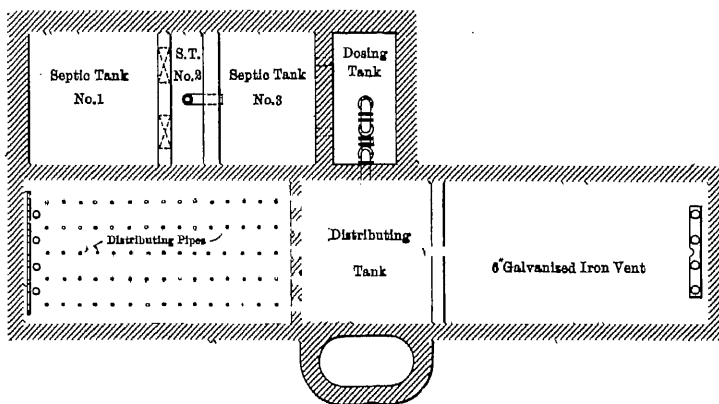 Septic Tank
No.1
S.T.
No.2
Septic Tank
No.3
Dosing
Tank
Distributing Pipes
Distributing
Tank
6" Galvanised Iron Vent